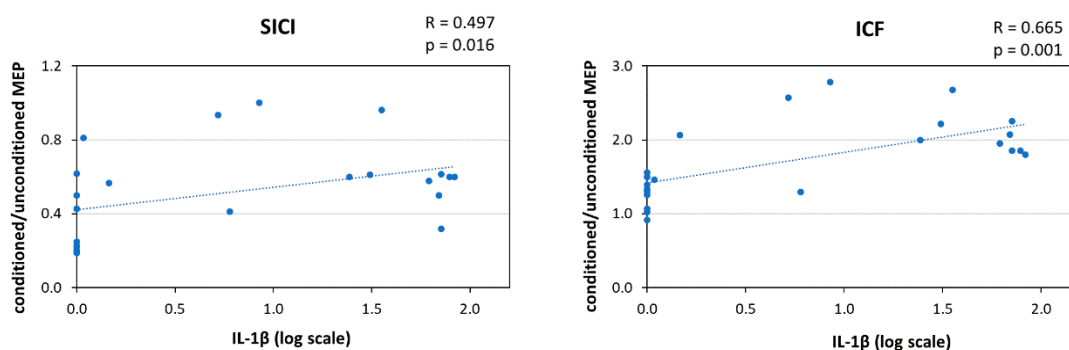 SICI
R = 0.497
p = 0.016
conditioned/unconditioned MEP
1.2
0.8
0.4
0.0
0.0 0.5 1.0 1.5 2.0
IL-1β (log scale)
ICF
R = 0.665
p = 0.001
conditioned/unconditioned MEP
3.0
2.0
1.0
0.0
0.0 0.5 1.0 1.5 2.0
IL-1β (log scale)